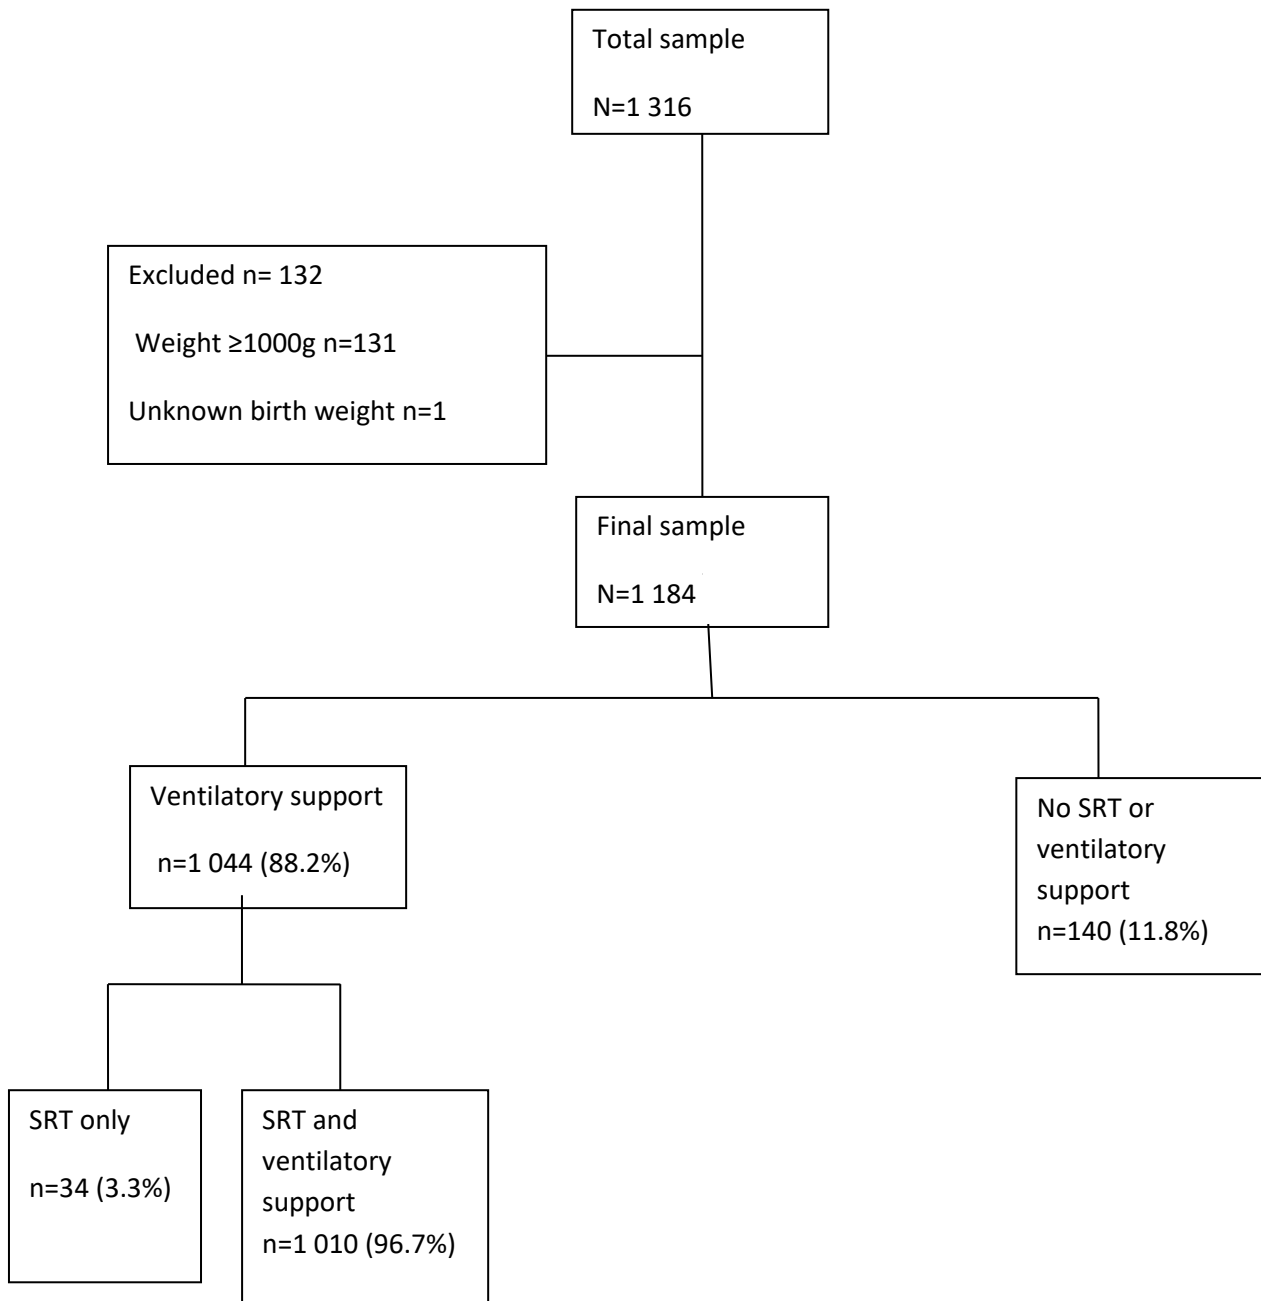 Total sample
N=1 316
Excluded n= 132
Weight ≥1000g n=131
Unknown birth weight n=1
Final sample
N=1 184
Ventilatory support
n=1 044 (88.2%)
No SRT or
ventilatory
support
n=140 (11.8%)
SRT only
n=34 (3.3%)
SRT and
ventilatory
support
n=1 010 (96.7%)